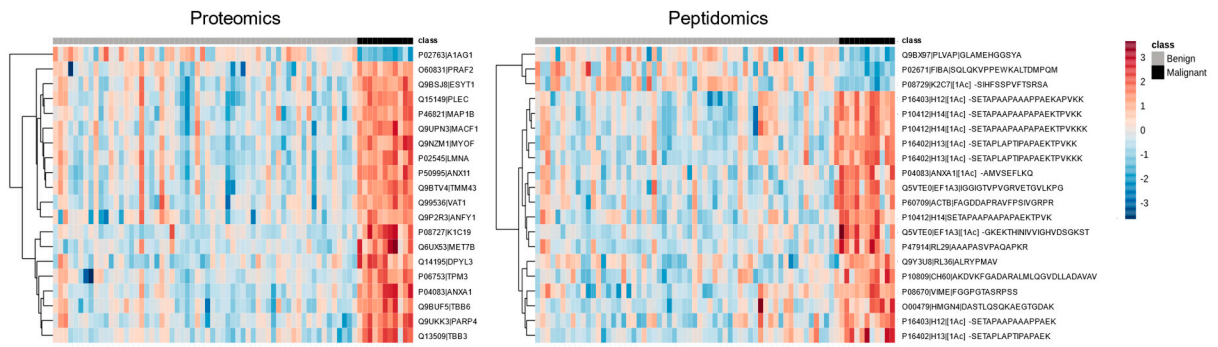 Proteomics
class
P02763|A1AG1
O60831|PRAF2
Q9BSJ8|ESYT1
Q15149|PLEC
P46821|MAP1B
Q9UPN3|MACF1
Q9NZM1|MYOF
P02545|LMNA
P50995|ANX11
Q9BTV4|TMM43
Q99536|VAT1
Q9P2R3|ANFY1
P08727|K1C19
Q6UX53|MET7B
Q14195|DPYL3
P06753|TPM3
P04083|ANXA1
Q9BUF5|TBB6
Q9UKK3|PARP4
Q13509|TBB3
Peptidomics
class
Q9BX97|PLVAP|GLAMEHGGSYA
P02671|FIBA|SQLQKVPPEWKALTDMPQM
P08729|K2C7|[1Ac] -SIHFSSPVFTSRSA
P16403|H12|[1Ac] -SETAPAAPAAAPPAEKAPVKK
P10412|H14|[1Ac] -SETAPAAPAAPAPAEKTPVKK
P10412|H14|[1Ac] -SETAPAAPAAPAPAEKTPVKKK
P16402|H13|[1Ac] -SETAPLAPTIPAPAEKTPVKK
P16402|H13|[1Ac] -SETAPLAPTIPAPAEKTPVKKK
P04083|ANXA1|[1Ac] -AMVSEFLKQ
Q5VTE0|EF1A3|IGGIGTVPVGRVETGVLKPG
P60709|ACTB|FAGDDAPRAVFPSIVGRPR
P10412|H14|SETAPAAPAAPAPAEKTPVK
Q5VTE0|EF1A3|[1Ac] -GKEKTHINIVVIGHVDSGKST
P47914|RL29|AAAPASVPAQAPKR
Q9Y3U8|RL36|ALRYPMAV
P10809|CH60|AKDVKFGADARALMLQGVDLLADAVAV
P08670|VIME|FGGPGTASRPSS
O00479|HMGN4|DASTLQSQKAEGTGDAK
P16403|H12|[1Ac] -SETAPAAPAAAPPAEK
P16402|H13|[1Ac] -SETAPLAPTIPAPAEK
3
2
1
0
-1
-2
-3
class
Benign
Malignant